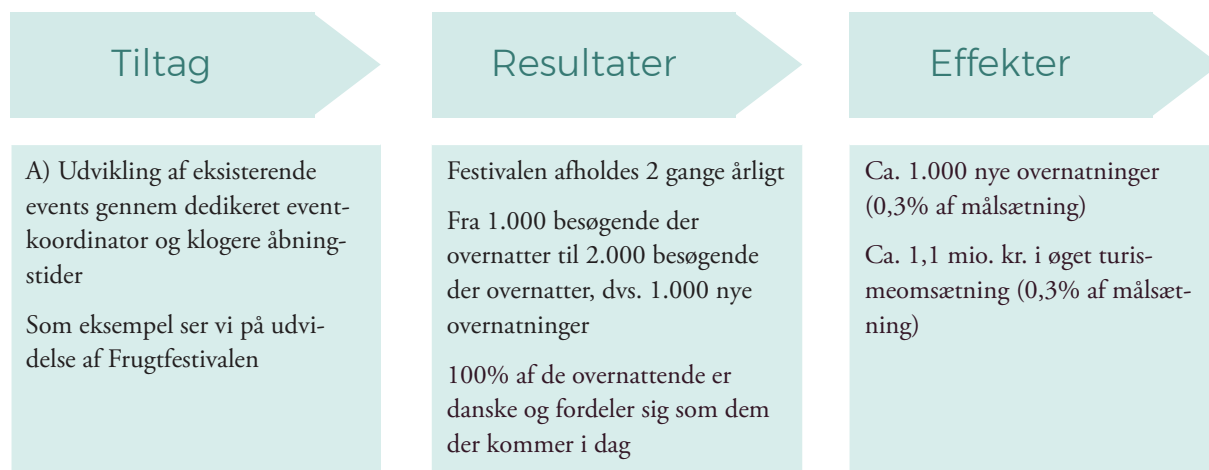 Tiltag
Resultater
Effekter
A) Udvikling af eksisterende
events gennem dedikeret event-
koordinator og klogere åbning-
stider
Som eksempel ser vi på udvi-
delse af Frugtfestivalen
Festivalen afholdes 2 gange årligt
Fra 1.000 besøgende der
overnatter til 2.000 besøgende
der overnatter, dvs. 1.000 nye
overnatninger
100% af de overnattende er
danske og fordeler sig som dem
der kommer i dag
Ca. 1.000 nye overnatninger
(0,3% af målsætning)
Ca. 1,1 mio. kr. i øget turis-
meomsætning (0,3% af målsæt-
ning)